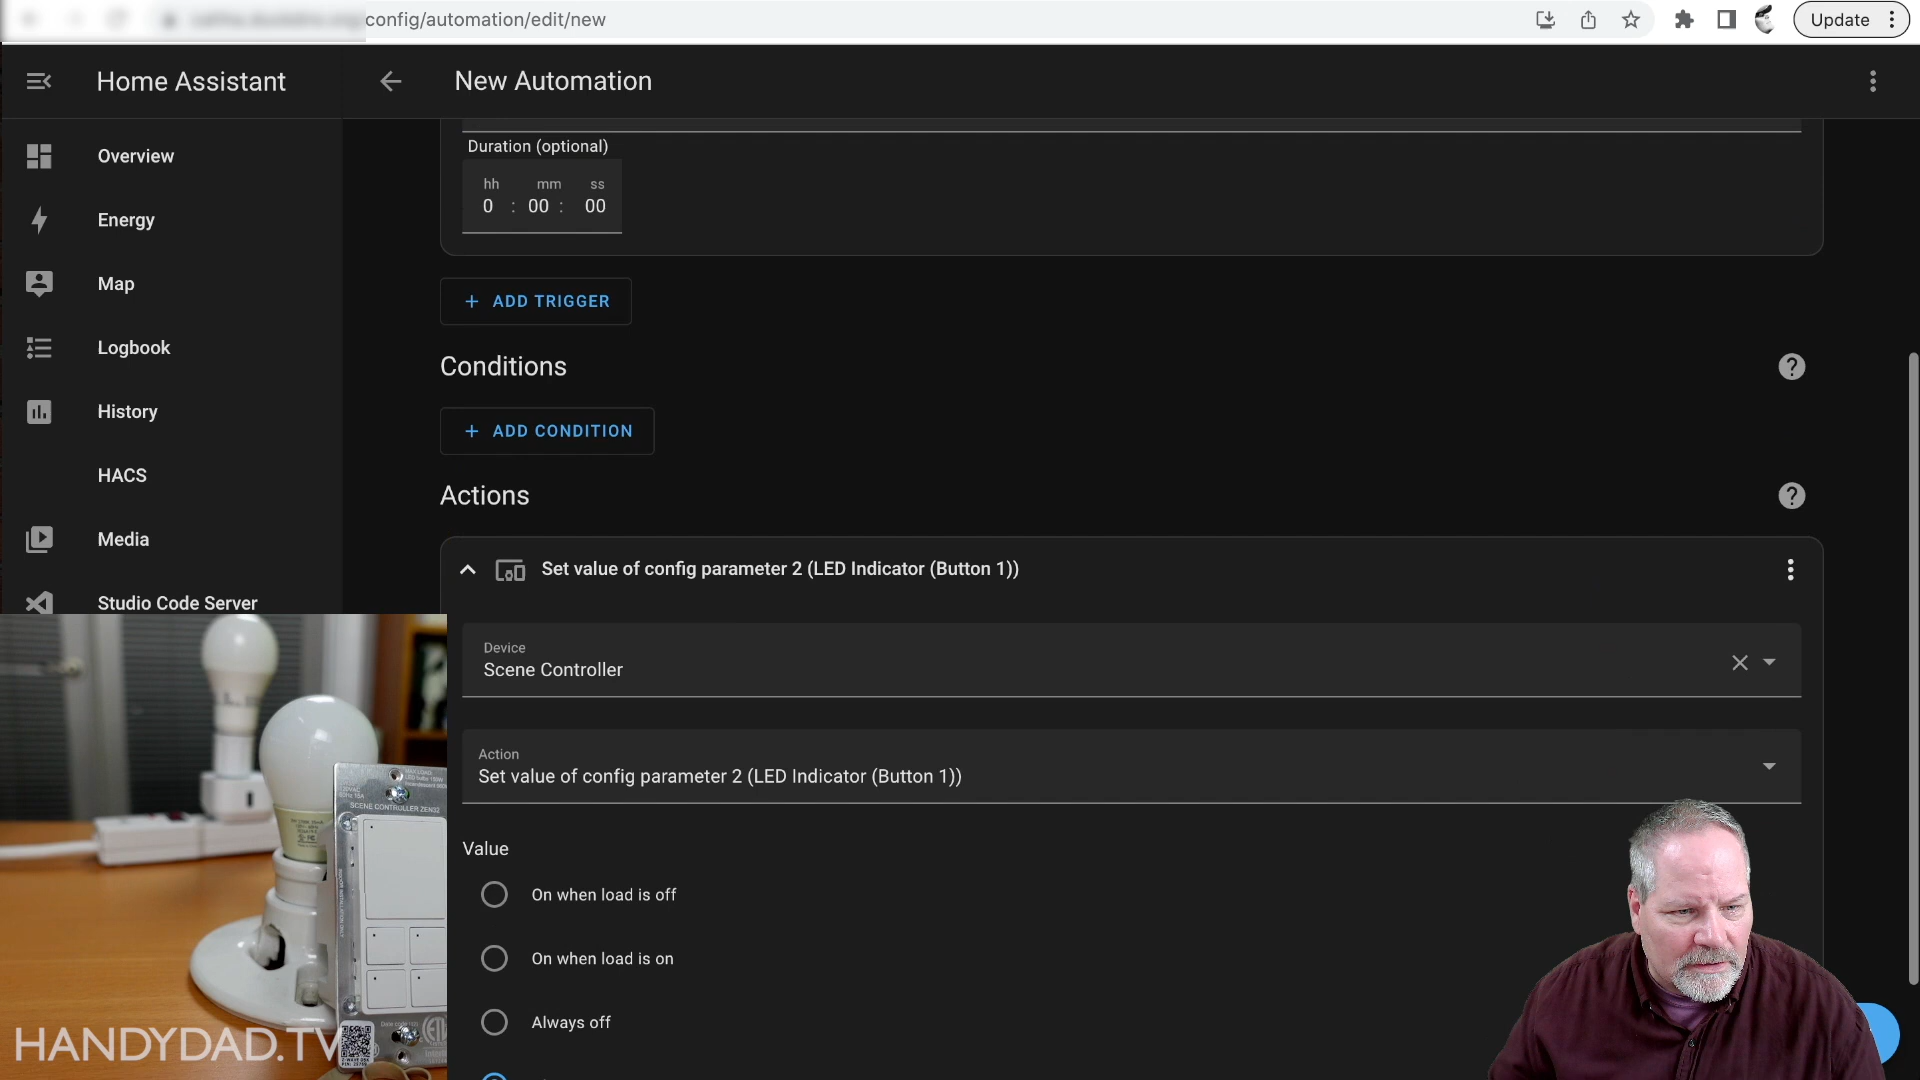 config/automation/edit/new
Update
Home Assistant
New Automation
Overview
Energy
Map
Logbook
History
HACS
Media
Studio Code Server
Duration (optional)
hh mm ss
0 : 00 : 00
+ ADD TRIGGER
Conditions
?
+ ADD CONDITION
Actions
?
Set value of config parameter 2 (LED Indicator (Button 1))
Device
Scene Controller
Action
Set value of config parameter 2 (LED Indicator (Button 1))
Value
On when load is off
On when load is on
Always off
SCENE CONTROLLER ZEN32
HANDYDAD.TV